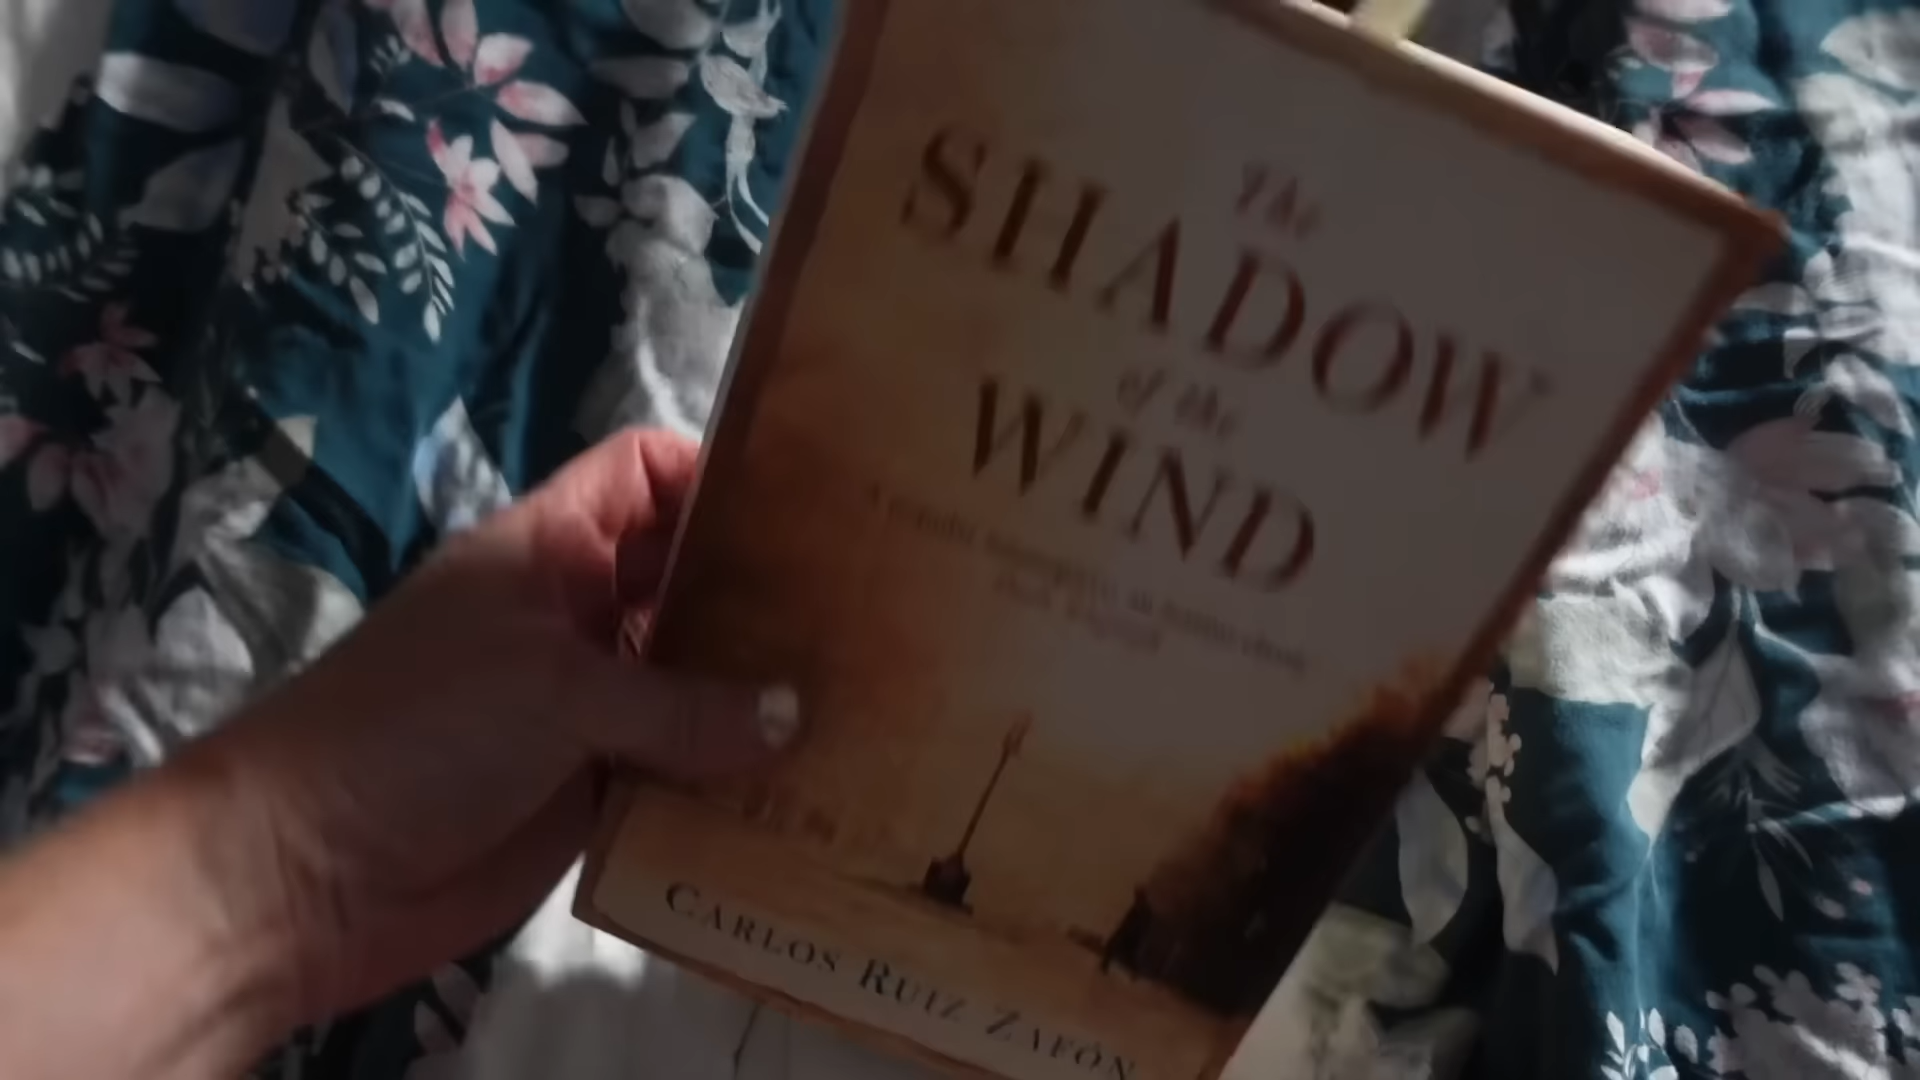 The
SHADOW
of the
WIND
CARLOS RUIZ ZAFÓN